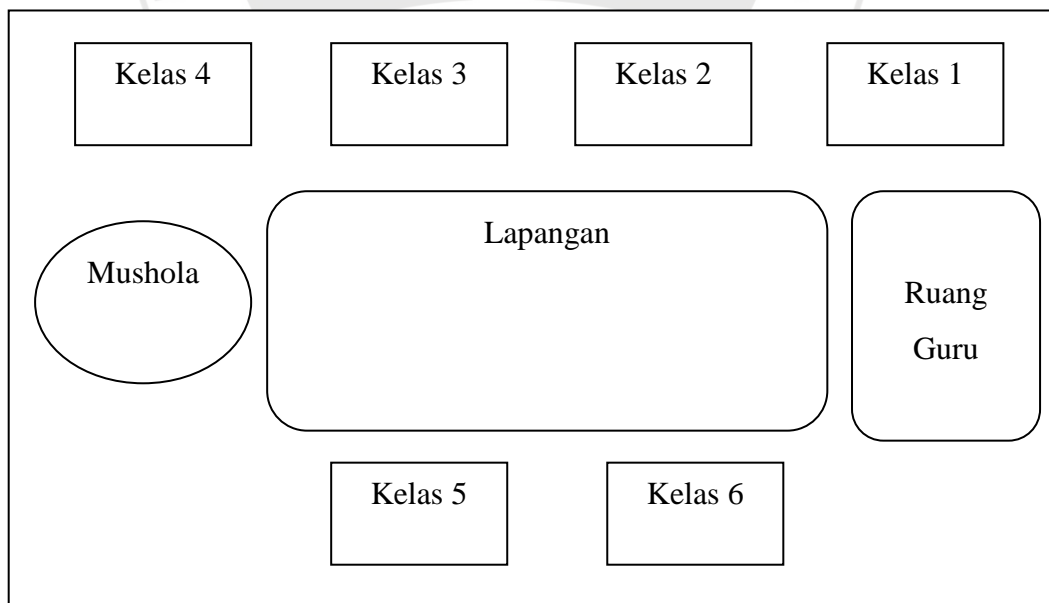 Kelas 4
Kelas 3
Kelas 2
Kelas 1
Lapangan
Mushola
Ruang
Guru
Kelas 5
Kelas 6